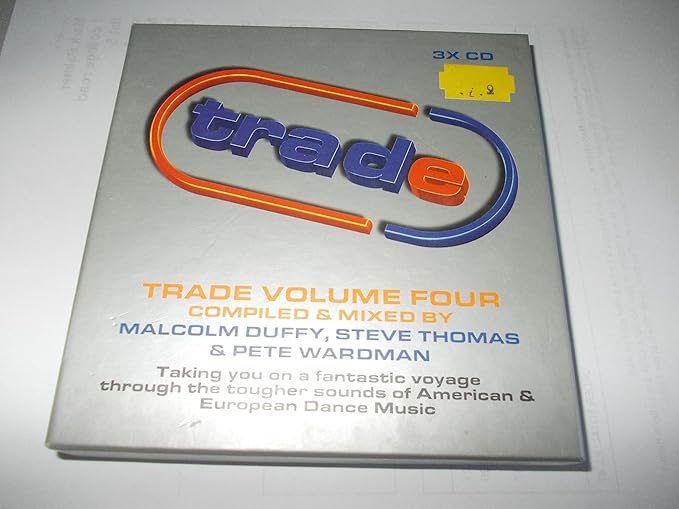 3X CD
trade
TRADE VOLUME FOUR
COMPILED & MIXED BY
MALCOLM DUFFY, STEVE THOMAS
& PETE WARDMAN
Taking you on a fantastic voyage
through the tougher sounds of American &
European Dance Music